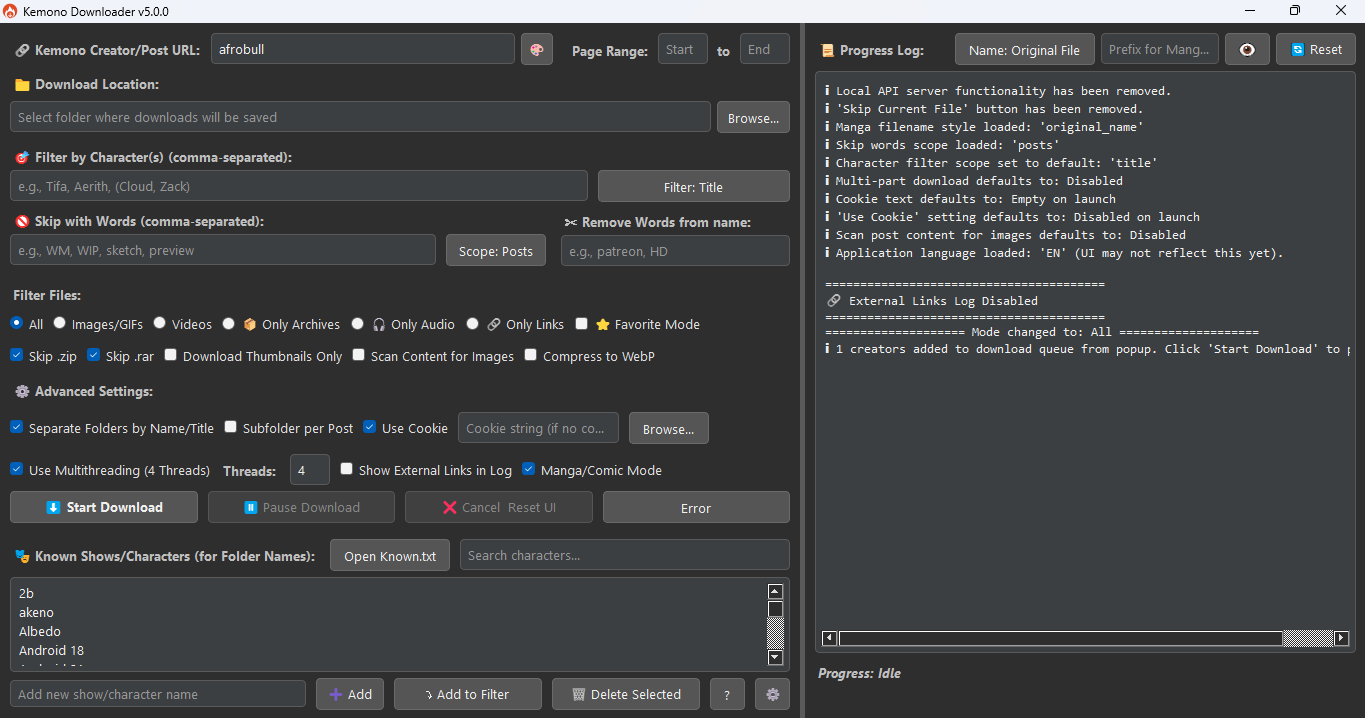 Kemono Downloader v5.0.0
Kemono Creator/Post URL: afrobull Page Range: Start to End
Download Location:
Select folder where downloads will be saved Browse...
Filter by Character(s) (comma-separated):
e.g., Tifa, Aerith, (Cloud, Zack) Filter: Title
Skip with Words (comma-separated): Remove Words from name:
e.g., WM, WIP, sketch, preview Scope: Posts e.g., patreon, HD
Filter Files:
All Images/GIFs Videos Only Archives Only Audio Only Links Favorite Mode
Skip .zip Skip .rar Download Thumbnails Only Scan Content for Images Compress to WebP
Advanced Settings:
Separate Folders by Name/Title Subfolder per Post Use Cookie Cookie string (if no co... Browse...
Use Multithreading (4 Threads) Threads: 4 Show External Links in Log Manga/Comic Mode
Start Download Pause Download Cancel Reset UI Error
Known Shows/Characters (for Folder Names): Open Known.txt Search characters...
2b
akeno
Albedo
Android 18
Add new show/character name Add Add to Filter Delete Selected ?
Progress Log: Name: Original File Prefix for Mang... Reset
i Local API server functionality has been removed.
i 'Skip Current File' button has been removed.
i Manga filename style loaded: 'original_name'
i Skip words scope loaded: 'posts'
i Character filter scope set to default: 'title'
i Multi-part download defaults to: Disabled
i Cookie text defaults to: Empty on launch
i 'Use Cookie' setting defaults to: Disabled on launch
i Scan post content for images defaults to: Disabled
i Application language loaded: 'EN' (UI may not reflect this yet).
========================================
External Links Log Disabled
========================================
==================== Mode changed to: All ====================
i 1 creators added to download queue from popup. Click 'Start Download' to
Progress: Idle